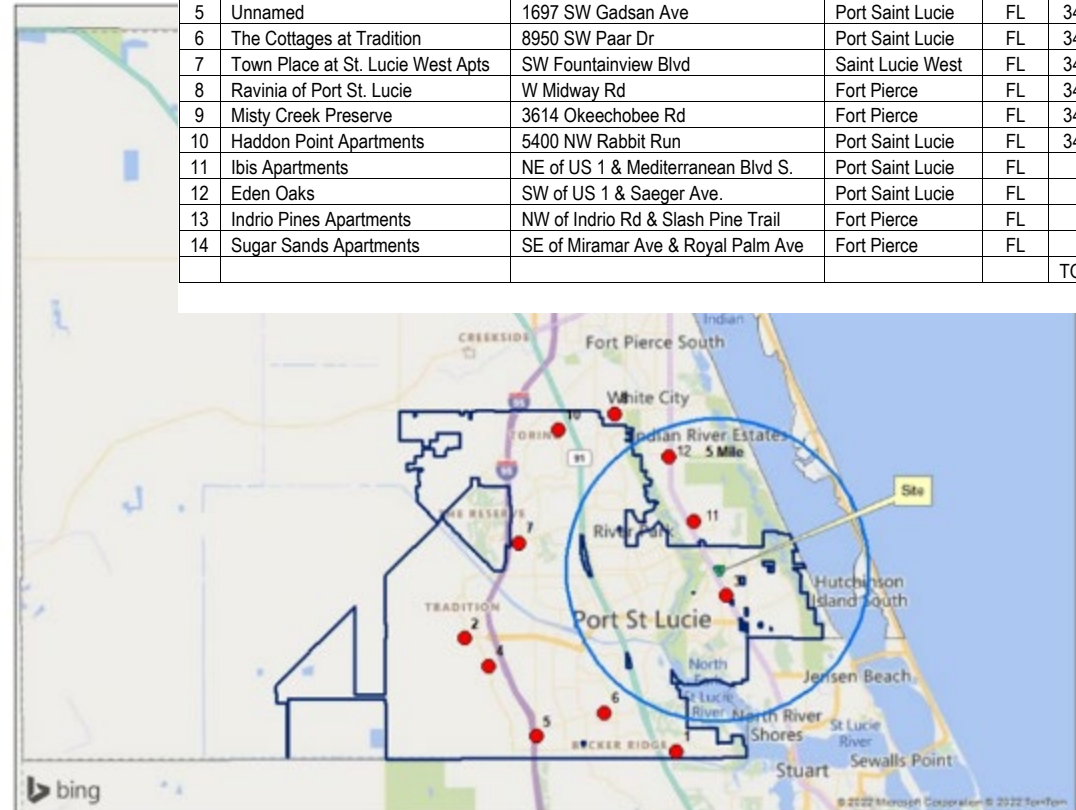 5 Unnamed 1697 SW Gadsan Ave Port Saint Lucie FL 34
6 The Cottages at Tradition 8950 SW Paar Dr Port Saint Lucie FL 34
7 Town Place at St. Lucie West Apts SW Fountainview Blvd Saint Lucie West FL 34
8 Ravinia of Port St. Lucie W Midway Rd Fort Pierce FL 34
9 Misty Creek Preserve 3614 Okeechobee Rd Fort Pierce FL 34
10 Haddon Point Apartments 5400 NW Rabbit Run Port Saint Lucie FL 34
11 Ibis Apartments NE of US 1 & Mediterranean Blvd S. Port Saint Lucie FL
12 Eden Oaks SW of US 1 & Saeger Ave. Port Saint Lucie FL
13 Indrio Pines Apartments NW of Indrio Rd & Slash Pine Trail Fort Pierce FL
14 Sugar Sands Apartments SE of Miramar Ave & Royal Palm Ave Fort Pierce FL
TO
Indian
CREEKSIDE
Fort Pierce South
95
White City
8
10
TORINO
Indian River Estates
12 5 Mile
91
95
Site
THE RESERVE
11
River Park
7
3
Hutchinson
Island South
TRADITION
Port St Lucie
2
4
North
Fork
St Lucie
River
Jensen Beach
6
5
North River
Shores
St Lucie
River
BECKER RIDGE
1
Sewalls Point
Stuart
bing
© 2022 Microsoft Corporation © 2022 TomTom